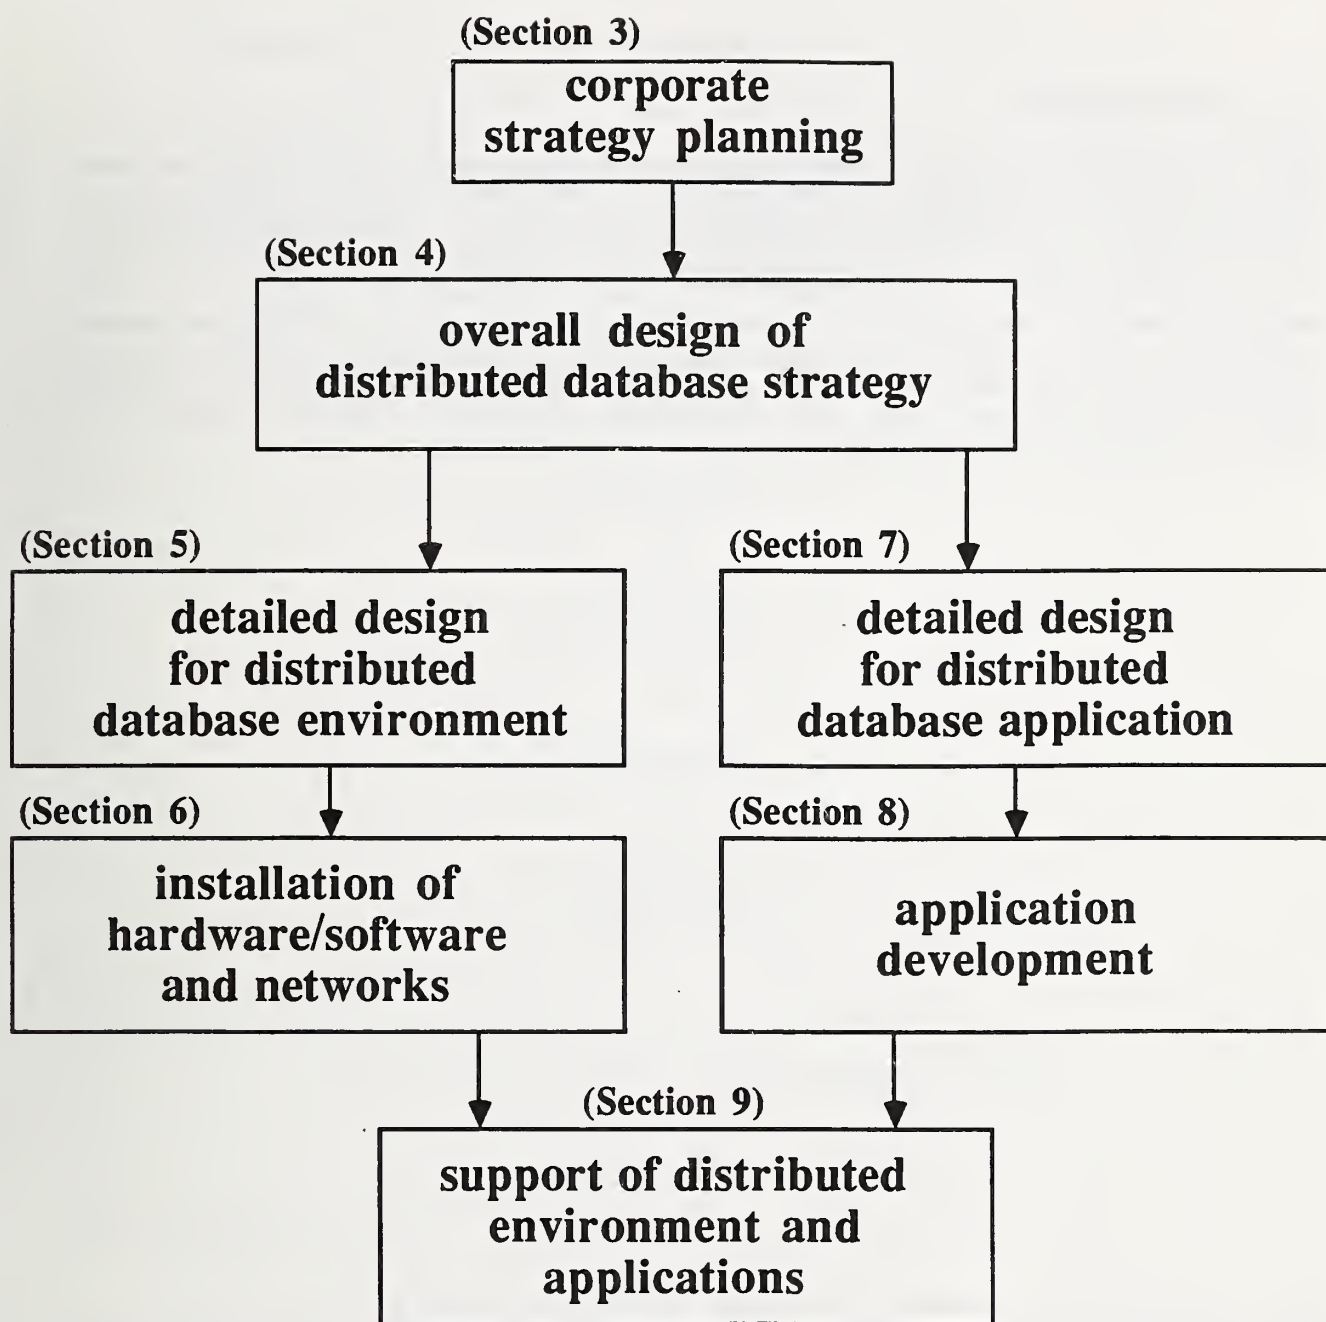 (Section 3)
corporate
strategy planning
(Section 4)
overall design of
distributed database strategy
(Section 5)
detailed design
for distributed
database environment
(Section 7)
detailed design
for distributed
database application
(Section 6)
installation of
hardware/software
and networks
(Section 8)
application
development
(Section 9)
support of distributed
environment and
applications